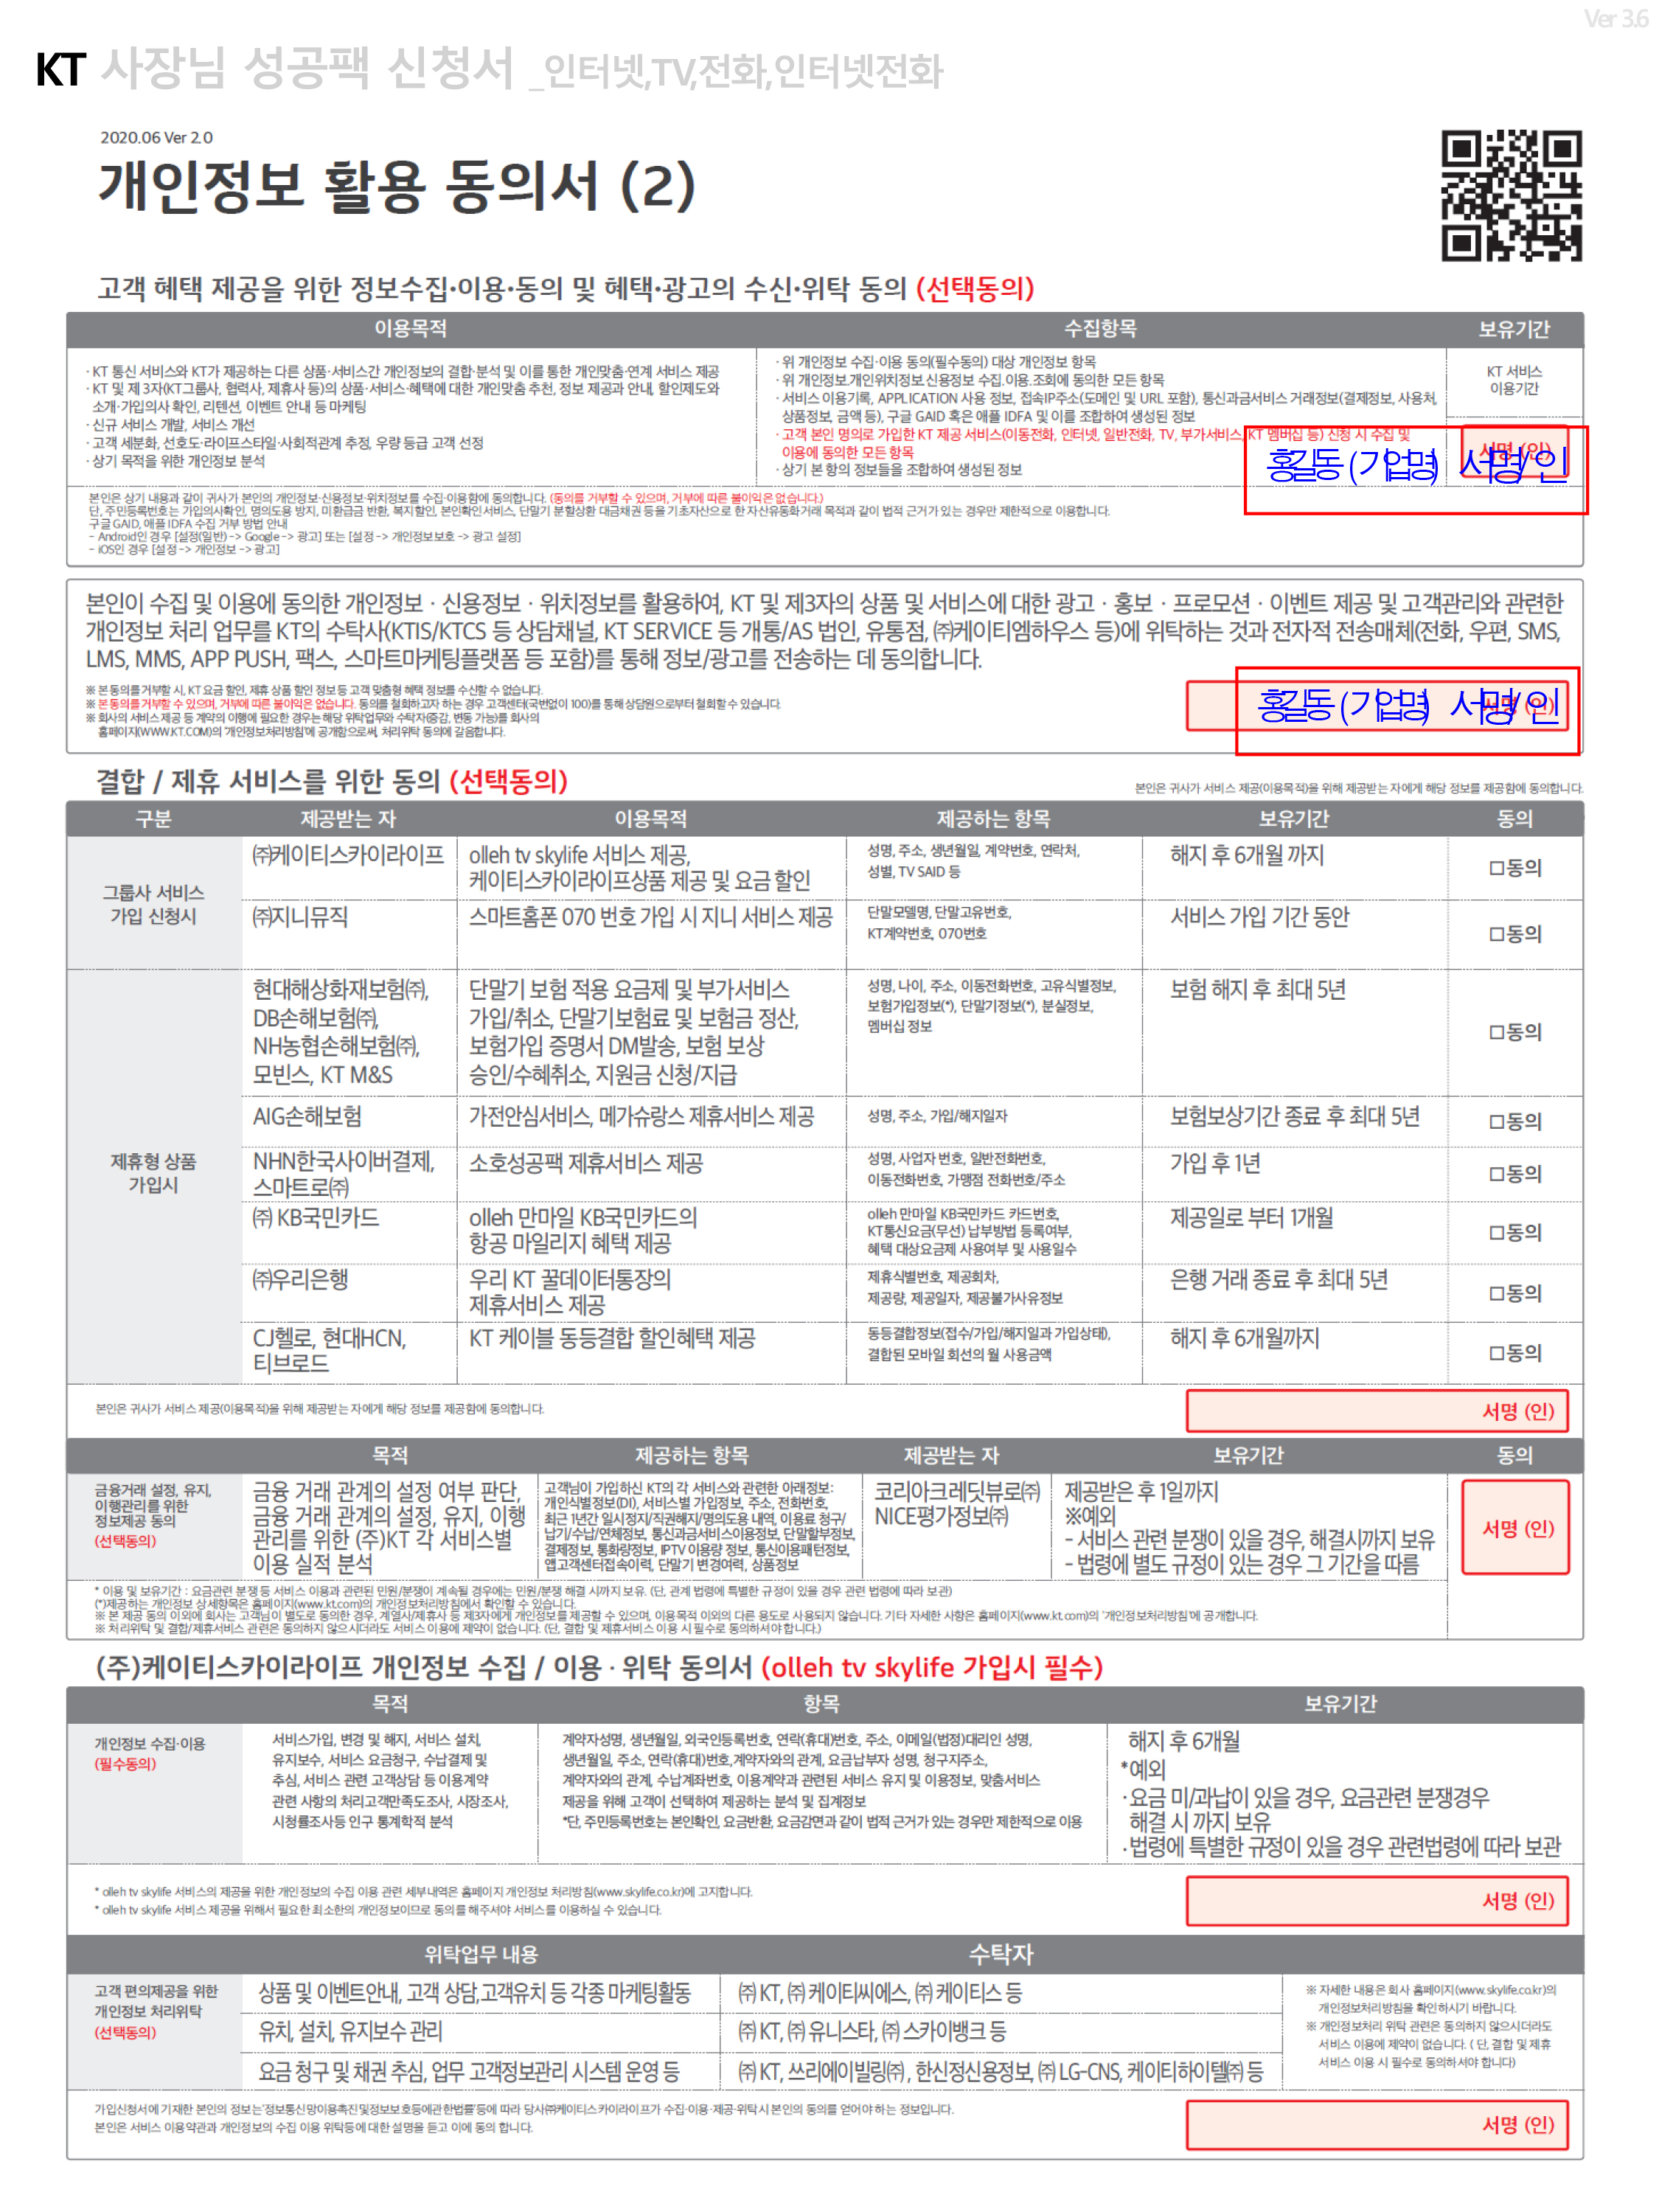 Ver 3.6
KT 사장님 성공팩 신청서 _인터넷,TV,전화,인터넷전화
2020.06 Ver 2.0
개인정보 활용 동의서 (2)
고객 혜택 제공을 위한 정보수집·이용·동의 및 혜택·광고의 수신·위탁 동의 (선택동의)
이용목적 수집항목 보유기간
· KT 통신 서비스와 KT가 제공하는 다른 상품·서비스간 개인정보의 결합·분석 및 이를 통한 개인맞춤·연계 서비스 제공
· KT 및 제 3자(KT그룹사, 협력사, 제휴사 등)의 상품·서비스·혜택에 대한 개인맞춤 추천, 정보 제공과 안내, 할인제도와
소개·가입의사 확인, 리텐션, 이벤트 안내 등 마케팅
· 신규 서비스 개발, 서비스 개선
· 고객 세분화, 선호도·라이프스타일·사회적관계 추정, 우량 등급 고객 선정
· 상기 목적을 위한 개인정보 분석
· 위 개인정보 수집·이용 동의(필수동의) 대상 개인정보 항목
· 위 개인정보.개인위치정보.신용정보 수집.이용.조회에 동의한 모든 항목
· 서비스 이용기록, APPLICATION 사용 정보, 접속IP주소(도메인 및 URL 포함), 통신과금서비스 거래정보(결제정보, 사용처,
상품정보, 금액 등), 구글 GAID 혹은 애플 IDFA 및 이를 조합하여 생성된 정보
· 고객 본인 명의로 가입한 KT 제공 서비스(이동전화, 인터넷, 일반전화, TV, 부가서비스, KT 멤버십 등) 신청 시 수집 및
이용에 동의한 모든 항목
· 상기 본 항의 정보들을 조합하여 생성된 정보
KT 서비스
이용기간
서명 (인)
홍길동 (기업명) 서명/인
본인은 상기 내용과 같이 귀사가 본인의 개인정보·신용정보·위치정보를 수집·이용함에 동의합니다. (동의를 거부할 수 있으며, 거부에 따른 불이익은 없습니다.)
단, 주민등록번호는 가입의사확인, 명의도용 방지, 미환급금 반환, 복지할인, 본인확인서비스, 단말기 분할상환 대금채권 등을 기초자산으로 한 자산유동화거래 목적과 같이 법적 근거가 있는 경우만 제한적으로 이용합니다.
구글 GAID, 애플 IDFA 수집 거부 방법 안내
- Android인 경우 [설정(일반) -> Google -> 광고] 또는 [설정 -> 개인정보보호 -> 광고 설정]
- iOS인 경우 [설정 -> 개인정보 -> 광고]
본인이 수집 및 이용에 동의한 개인정보 · 신용정보 · 위치정보를 활용하여, KT 및 제3자의 상품 및 서비스에 대한 광고 · 홍보 · 프로모션 · 이벤트 제공 및 고객관리와 관련한
개인정보 처리 업무를 KT의 수탁사(KTIS/KTCS 등 상담채널, KT SERVICE 등 개통/AS 법인, 유통점, ㈜케이티엠하우스 등)에 위탁하는 것과 전자적 전송매체(전화, 우편, SMS,
LMS, MMS, APP PUSH, 팩스, 스마트마케팅플랫폼 등 포함)를 통해 정보/광고를 전송하는 데 동의합니다.
※ 본 동의를 거부할 시, KT 요금 할인, 제휴 상품 할인 정보 등 고객 맞춤형 혜택 정보를 수신할 수 없습니다.
※ 본 동의를 거부할 수 있으며, 거부에 따른 불이익은 없습니다. 동의를 철회하고자 하는 경우 고객센터(국번없이 100)를 통해 상담원으로부터 철회할 수 있습니다.
※ 회사의 서비스 제공 등 계약의 이행에 필요한 경우는 해당 위탁업무와 수탁자(증감, 변동 가능)를 회사의
홈페이지(WWW.KT.COM)의 '개인정보처리방침'에 공개함으로써, 처리위탁 동의에 갈음합니다.
서명 (인)
홍길동 (기업명) 서명/인
결합 / 제휴 서비스를 위한 동의 (선택동의)
본인은 귀사가 서비스 제공(이용목적)을 위해 제공받는 자에게 해당 정보를 제공함에 동의합니다.
구분 제공받는 자 이용목적 제공하는 항목 보유기간 동의
그룹사 서비스
가입 신청시
㈜케이티스카이라이프
olleh tv skylife 서비스 제공,
케이티스카이라이프상품 제공 및 요금 할인
성명, 주소, 생년월일, 계약번호, 연락처,
성별, TV SAID 등
해지 후 6개월 까지
□동의
㈜지니뮤직
스마트홈폰 070 번호 가입 시 지니 서비스 제공
단말모델명, 단말고유번호,
KT계약번호, 070번호
서비스 가입 기간 동안
□동의
제휴형 상품
가입시
현대해상화재보험㈜,
DB손해보험㈜,
NH농협손해보험㈜,
모빈스, KT M&S
단말기 보험 적용 요금제 및 부가서비스
가입/취소, 단말기보험료 및 보험금 정산,
보험가입 증명서 DM발송, 보험 보상
승인/수혜취소, 지원금 신청/지급
성명, 나이, 주소, 이동전화번호, 고유식별정보,
보험가입정보(*), 단말기정보(*), 분실정보,
멤버십 정보
보험 해지 후 최대 5년
□동의
AIG손해보험
가전안심서비스, 메가슈랑스 제휴서비스 제공
성명, 주소, 가입/해지일자
보험보상기간 종료 후 최대 5년
□동의
NHN한국사이버결제,
스마트로㈜
소호성공팩 제휴서비스 제공
성명, 사업자 번호, 일반전화번호,
이동전화번호, 가맹점 전화번호/주소
가입 후 1년
□동의
㈜ KB국민카드
olleh 만마일 KB국민카드의
항공 마일리지 혜택 제공
olleh 만마일 KB국민카드 카드번호,
KT통신요금(무선) 납부방법 등록여부,
혜택 대상요금제 사용여부 및 사용일수
제공일로 부터 1개월
□동의
㈜우리은행
우리 KT 꿀데이터통장의
제휴서비스 제공
제휴식별번호, 제공회차,
제공량, 제공일자, 제공불가사유정보
은행 거래 종료 후 최대 5년
□동의
CJ헬로, 현대HCN,
티브로드
KT 케이블 동등결합 할인혜택 제공
동등결합정보(접수/가입/해지일과 가입상태),
결합된 모바일 회선의 월 사용금액
해지 후 6개월까지
□동의
본인은 귀사가 서비스 제공(이용목적)을 위해 제공받는 자에게 해당 정보를 제공함에 동의합니다.
서명 (인)
목적 제공하는 항목 제공받는 자 보유기간 동의
금융거래 설정, 유지,
이행관리를 위한
정보제공 동의
(선택동의)
금융 거래 관계의 설정 여부 판단,
금융 거래 관계의 설정, 유지, 이행
관리를 위한 (주)KT 각 서비스별
이용 실적 분석
고객님이 가입하신 KT의 각 서비스와 관련한 아래정보:
개인식별정보(DI), 서비스별 가입정보, 주소, 전화번호,
최근 1년간 일시정지/직권해지/명의도용 내역, 이용료 청구/
납기/수납/연체정보, 통신과금서비스이용정보, 단말할부정보,
결제정보, 통화량정보, IPTV 이용량 정보, 통신이용패턴정보,
앱고객센터접속이력, 단말기 변경여력, 상품정보
코리아크레딧뷰로㈜
NICE평가정보㈜
제공받은 후 1일까지
※예외
- 서비스 관련 분쟁이 있을 경우, 해결시까지 보유
- 법령에 별도 규정이 있는 경우 그 기간을 따름
서명 (인)
* 이용 및 보유기간 : 요금관련 분쟁 등 서비스 이용과 관련된 민원/분쟁이 계속될 경우에는 민원/분쟁 해결 시까지 보유. (단, 관계 법령에 특별한 규정이 있을 경우 관련 법령에 따라 보관)
(*)제공하는 개인정보 상세항목은 홈페이지(www.kt.com)의 개인정보처리방침에서 확인할 수 있습니다.
※ 본 제공 동의 이외에 회사는 고객님이 별도로 동의한 경우, 계열사/제휴사 등 제3자에게 개인정보를 제공할 수 있으며, 이용목적 이외의 다른 용도로 사용되지 않습니다. 기타 자세한 사항은 홈페이지(www.kt.com)의 '개인정보처리방침'에 공개합니다.
※ 처리위탁 및 결합/제휴서비스 관련은 동의하지 않으시더라도 서비스 이용에 제약이 없습니다. (단, 결합 및 제휴서비스 이용 시 필수로 동의하셔야 합니다.)
(주)케이티스카이라이프 개인정보 수집 / 이용 · 위탁 동의서 (olleh tv skylife 가입시 필수)
목적 항목 보유기간
개인정보 수집·이용
(필수동의)
서비스가입, 변경 및 해지, 서비스 설치,
유지보수, 서비스 요금청구, 수납결제 및
추심, 서비스 관련 고객상담 등 이용계약
관련 사항의 처리고객만족도조사, 시장조사,
시청률조사등 인구 통계학적 분석
계약자성명, 생년월일, 외국인등록번호, 연락(휴대)번호, 주소, 이메일(법정)대리인 성명,
생년월일, 주소, 연락(휴대)번호,계약자와의 관계, 요금납부자 성명, 청구지주소,
계약자와의 관계, 수납계좌번호, 이용계약과 관련된 서비스 유지 및 이용정보, 맞춤서비스
제공을 위해 고객이 선택하여 제공하는 분석 및 집계정보
*단, 주민등록번호는 본인확인, 요금반환, 요금감면과 같이 법적 근거가 있는 경우만 제한적으로 이용
해지 후 6개월
*예외
·요금 미/과납이 있을 경우, 요금관련 분쟁경우
해결 시 까지 보유
·법령에 특별한 규정이 있을 경우 관련법령에 따라 보관
* olleh tv skylife 서비스의 제공을 위한 개인정보의 수집 이용 관련 세부내역은 홈페이지 개인정보 처리방침(www.skylife.co.kr)에 고지합니다.
* olleh tv skylife 서비스 제공을 위해서 필요한 최소한의 개인정보이므로 동의를 해주셔야 서비스를 이용하실 수 있습니다.
서명 (인)
위탁업무 내용 수탁자
고객 편의제공을 위한
개인정보 처리위탁
(선택동의)
상품 및 이벤트안내, 고객 상담,고객유치 등 각종 마케팅활동
㈜ KT, ㈜ 케이티씨에스, ㈜ 케이티스 등
유치, 설치, 유지보수 관리
㈜ KT, ㈜ 유니스타, ㈜ 스카이뱅크 등
요금 청구 및 채권 추심, 업무 고객정보관리 시스템 운영 등
㈜ KT, 쓰리에이빌링㈜ , 한신정신용정보, ㈜ LG-CNS, 케이티하이텔㈜ 등
※ 자세한 내용은 회사 홈페이지(www.skylife.co.kr)의
개인정보처리방침을 확인하시기 바랍니다.
※ 개인정보처리 위탁 관련은 동의하지 않으시더라도
서비스 이용에 제약이 없습니다. ( 단, 결합 및 제휴
서비스 이용 시 필수로 동의하셔야 합니다)
가입신청서에 기재한 본인의 정보는'정보통신망이용촉진및정보보호등에관한법률'등에 따라 당사㈜케이티스카이라이프가 수집·이용·제공·위탁시 본인의 동의를 얻어야 하는 정보입니다.
본인은 서비스 이용약관과 개인정보의 수집 이용 위탁등에 대한 설명을 듣고 이에 동의 합니다.
서명 (인)